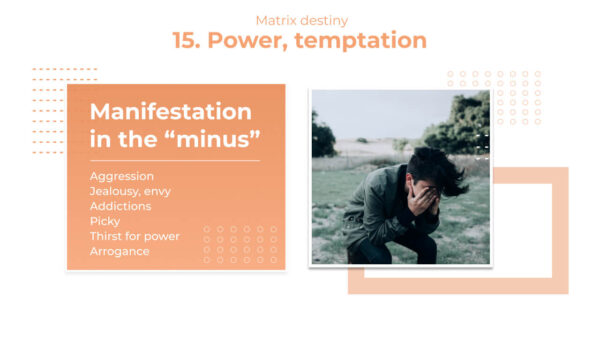 Matrix destiny
15. Power, temptation
Manifestation
in the “minus”
Aggression
Jealousy, envy
Addictions
Picky
Thirst for power
Arrogance